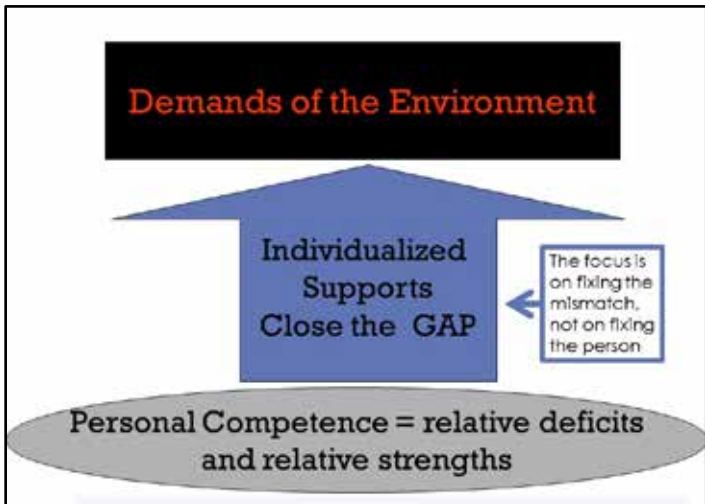 Demands of the Environment
Individualized
Supports
Close the GAP
The focus is
on fixing the
mismatch,
not on fixing
the person
Personal Competence = relative deficits
and relative strengths